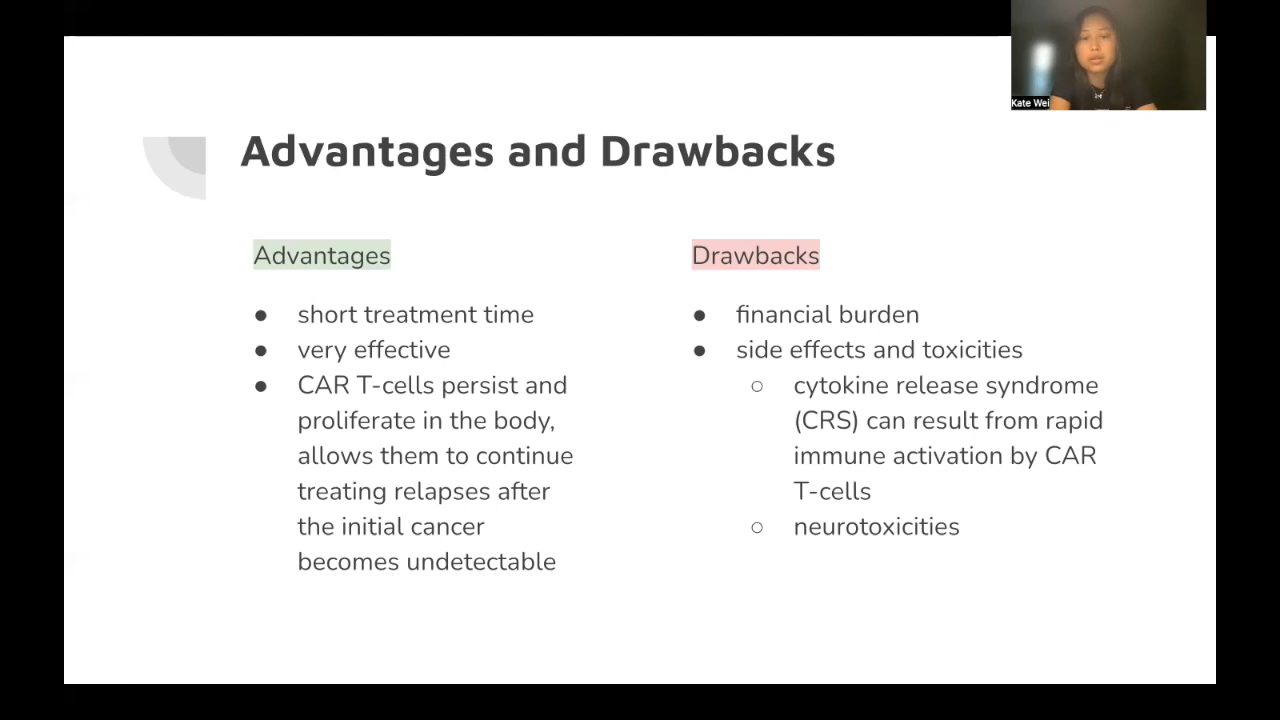 Kate Wei
Advantages and Drawbacks
Advantages
● short treatment time
● very effective
● CAR T-cells persist and
proliferate in the body,
allows them to continue
treating relapses after
the initial cancer
becomes undetectable
Drawbacks
● financial burden
● side effects and toxicities
○ cytokine release syndrome
(CRS) can result from rapid
immune activation by CAR
T-cells
○ neurotoxicities